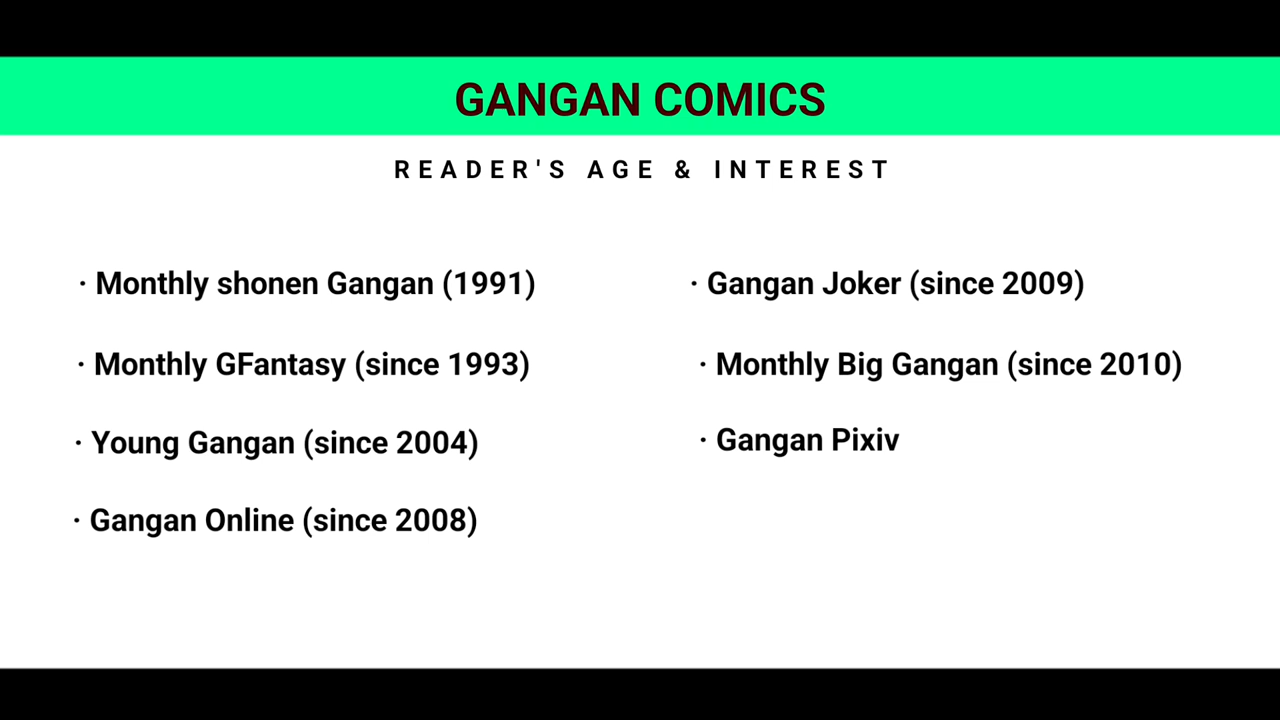 GANGAN COMICS
READER'S AGE & INTEREST
· Monthly shonen Gangan (1991)
· Monthly GFantasy (since 1993)
· Young Gangan (since 2004)
· Gangan Online (since 2008)
· Gangan Joker (since 2009)
· Monthly Big Gangan (since 2010)
· Gangan Pixiv